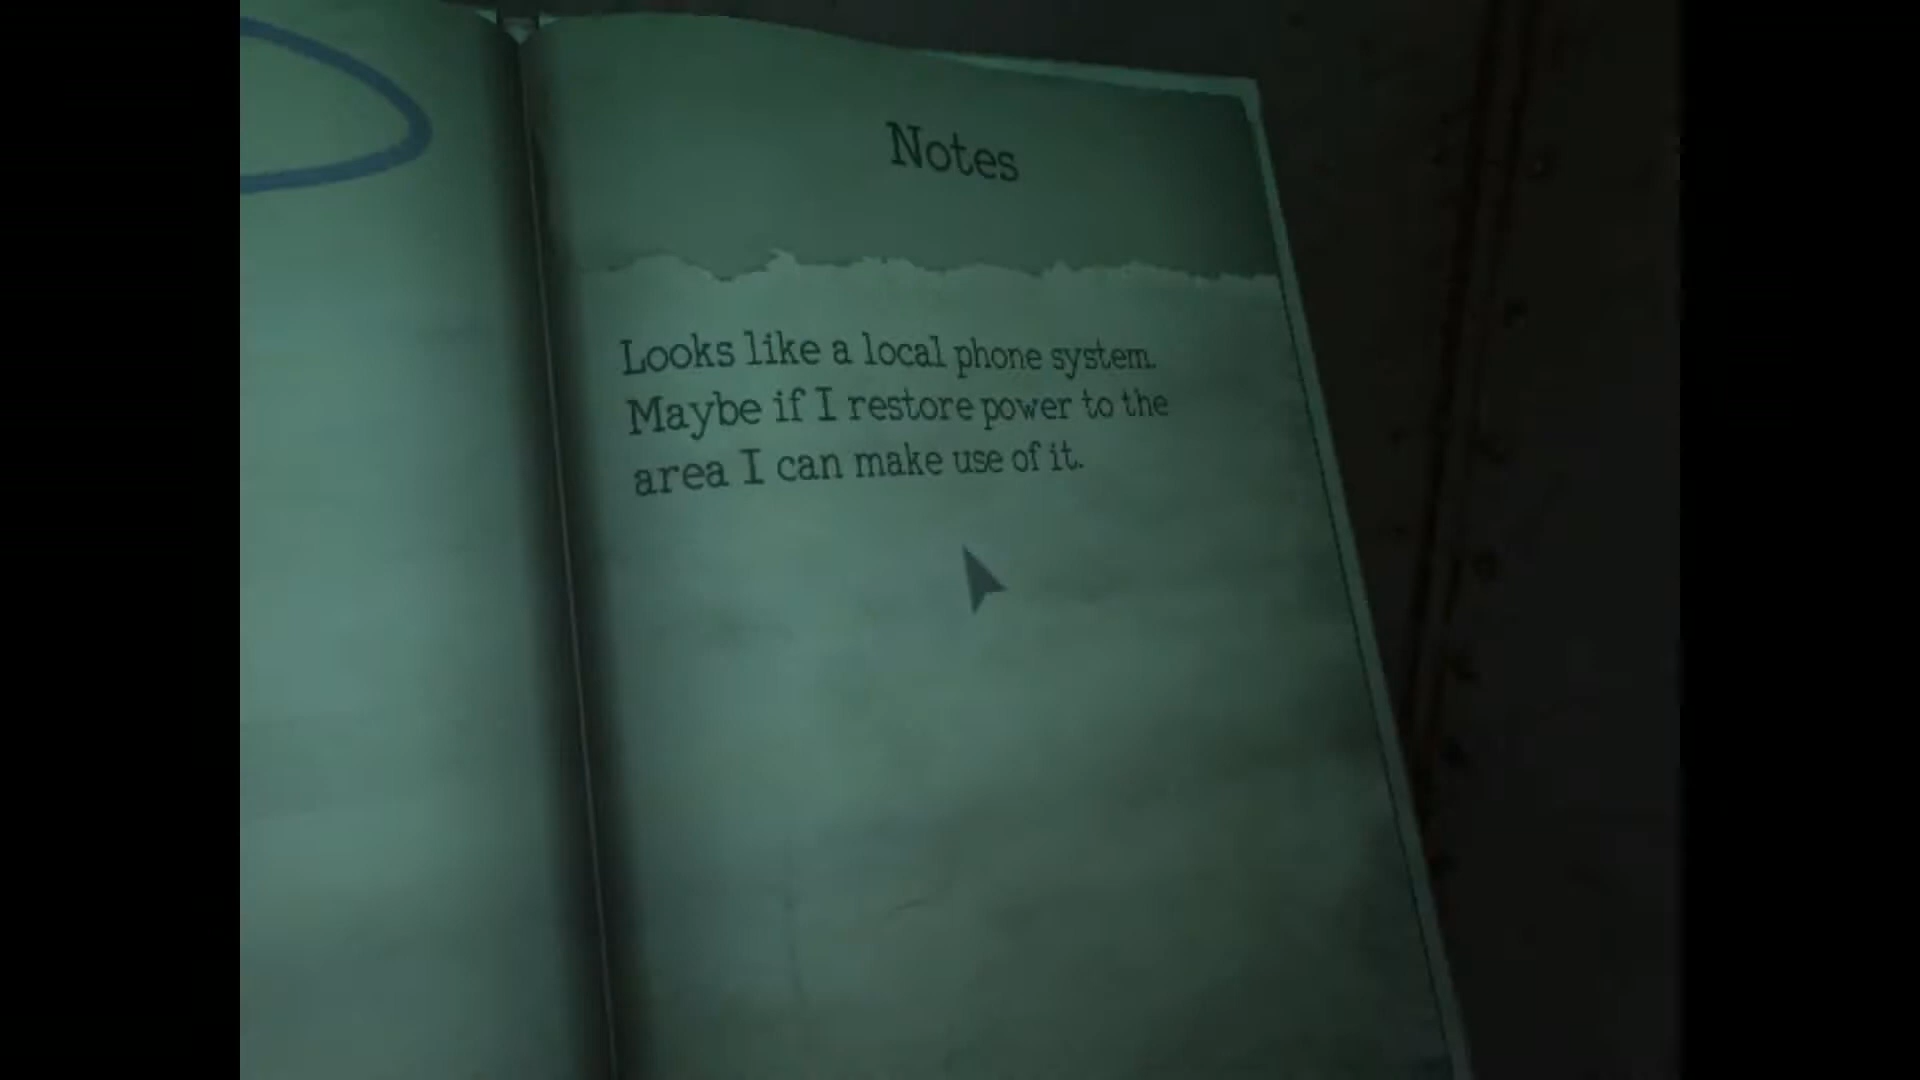 Notes
Looks like a local phone system.
Maybe if I restore power to the
area I can make use of it.